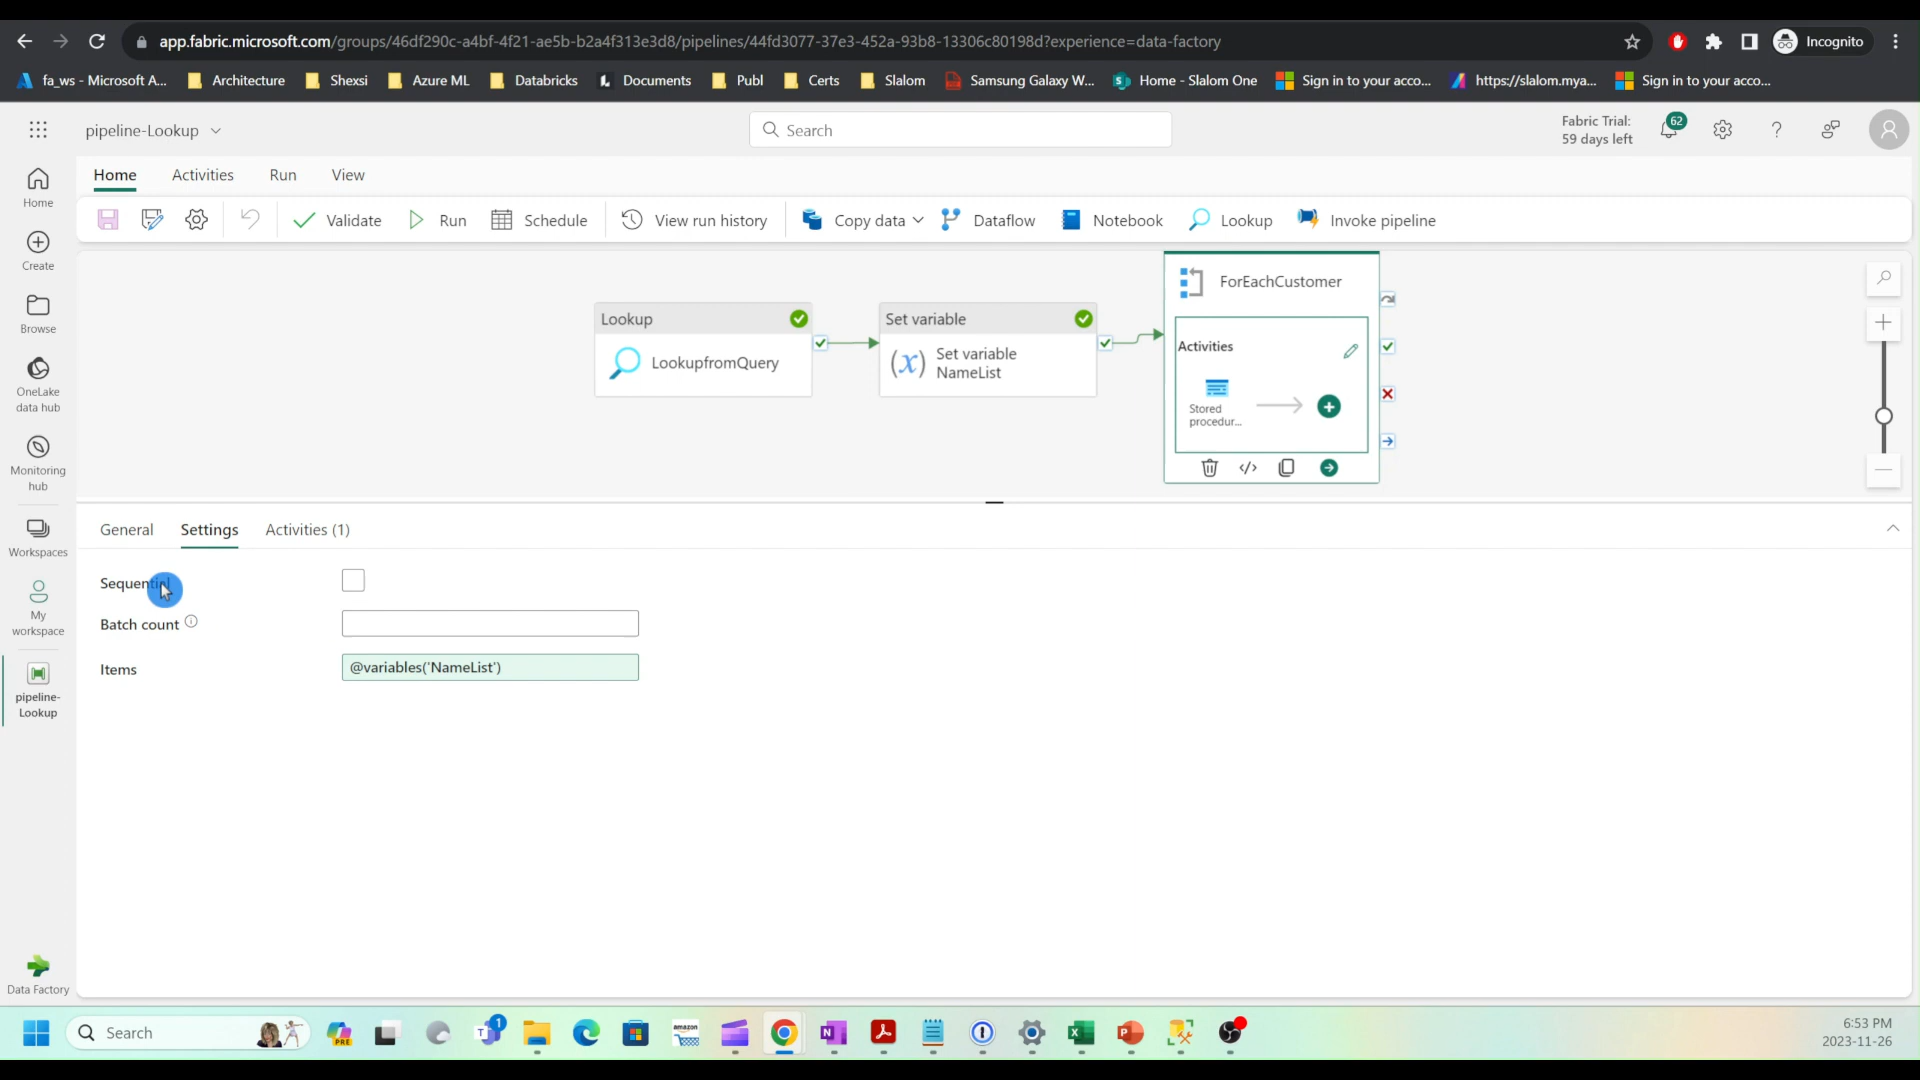 app.fabric.microsoft.com/groups/46df290c-a4bf-4f21-ae5b-b2a4f313e3d8/pipelines/44fd3077-37e3-452a-93b8-13306c80198d?experience=data-factory
Incognito
fa_ws - Microsoft A...
Architecture
Shexsi
Azure ML
Databricks
Documents
Publ
Certs
Slalom
Samsung Galaxy W...
Home - Slalom One
Sign in to your acco...
https://slalom.mya...
Sign in to your acco...
pipeline-Lookup
Search
Fabric Trial:
59 days left
62
Home
Activities
Run
View
Validate
Run
Schedule
View run history
Copy data
Dataflow
Notebook
Lookup
Invoke pipeline
Home
Create
Browse
OneLake
data hub
Monitoring
hub
Workspaces
My
workspace
pipeline-
Lookup
Data Factory
Lookup
LookupfromQuery
Set variable
(x)
Set variable
NameList
ForEachCustomer
Activities
Stored
procedur...
General
Settings
Activities (1)
Sequential
Batch count
Items
@variables('NameList')
Search
PRE
1
amazon
6:53 PM
2023-11-26